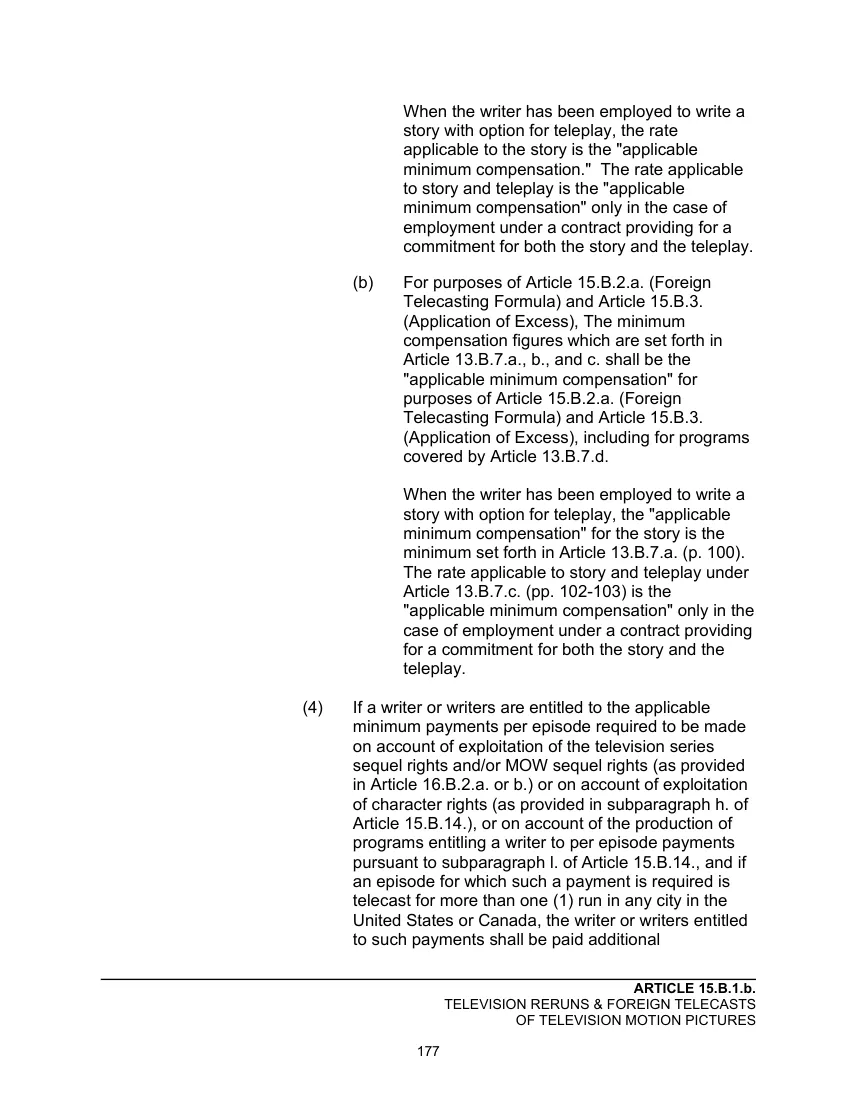 When the writer has been employed to write a
story with option for teleplay, the rate
applicable to the story is the "applicable
minimum compensation."  The rate applicable
to story and teleplay is the "applicable
minimum compensation" only in the case of
employment under a contract providing for a
commitment for both the story and the teleplay.
(b) For purposes of Article 15.B.2.a. (Foreign
Telecasting Formula) and Article 15.B.3.
(Application of Excess), The minimum
compensation figures which are set forth in
Article 13.B.7.a., b., and c. shall be the
"applicable minimum compensation" for
purposes of Article 15.B.2.a. (Foreign
Telecasting Formula) and Article 15.B.3.
(Application of Excess), including for programs
covered by Article 13.B.7.d.
When the writer has been employed to write a
story with option for teleplay, the "applicable
minimum compensation" for the story is the
minimum set forth in Article 13.B.7.a. (p. 100).
The rate applicable to story and teleplay under
Article 13.B.7.c. (pp. 102-103) is the
"applicable minimum compensation" only in the
case of employment under a contract providing
for a commitment for both the story and the
teleplay.
(4) If a writer or writers are entitled to the applicable
minimum payments per episode required to be made
on account of exploitation of the television series
sequel rights and/or MOW sequel rights (as provided
in Article 16.B.2.a. or b.) or on account of exploitation
of character rights (as provided in subparagraph h. of
Article 15.B.14.), or on account of the production of
programs entitling a writer to per episode payments
pursuant to subparagraph l. of Article 15.B.14., and if
an episode for which such a payment is required is
telecast for more than one (1) run in any city in the
United States or Canada, the writer or writers entitled
to such payments shall be paid additional
ARTICLE 15.B.1.b.
TELEVISION RERUNS & FOREIGN TELECASTS
OF TELEVISION MOTION PICTURES
177